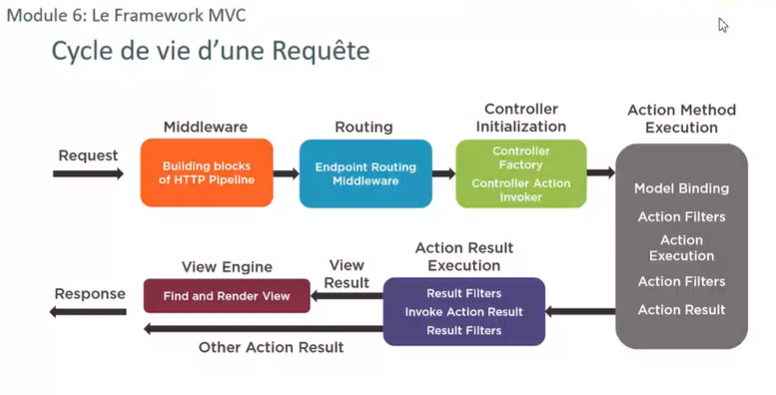 Module 6: Le Framework MVC
Cycle de vie d'une Requête
Request
Middleware
Building blocks
of HTTP Pipeline
Routing
Endpoint Routing
Middleware
Controller
Initialization
Controller
Factory
Controller Action
Invoker
Action Method
Execution
Model Binding
Action Filters
Action
Execution
Action Filters
Action Result
Action Result
Execution
Result Filters
Invoke Action Result
Result Filters
View
Result
View Engine
Find and Render View
Response
Other Action Result